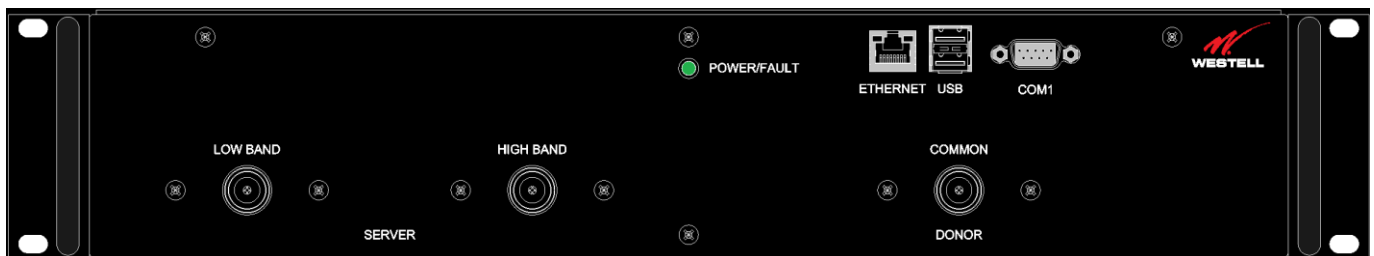 POWER/FAULT
ETHERNET
USB
COM1
WESTELL
LOW BAND
HIGH BAND
COMMON
SERVER
DONOR